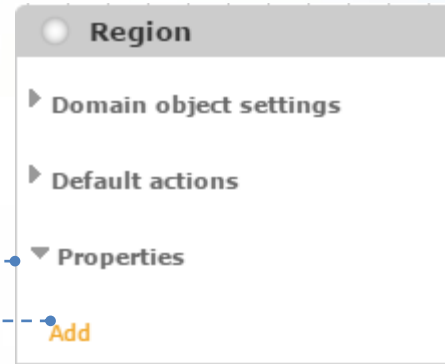 Region
Domain object settings
Default actions
Properties
Add